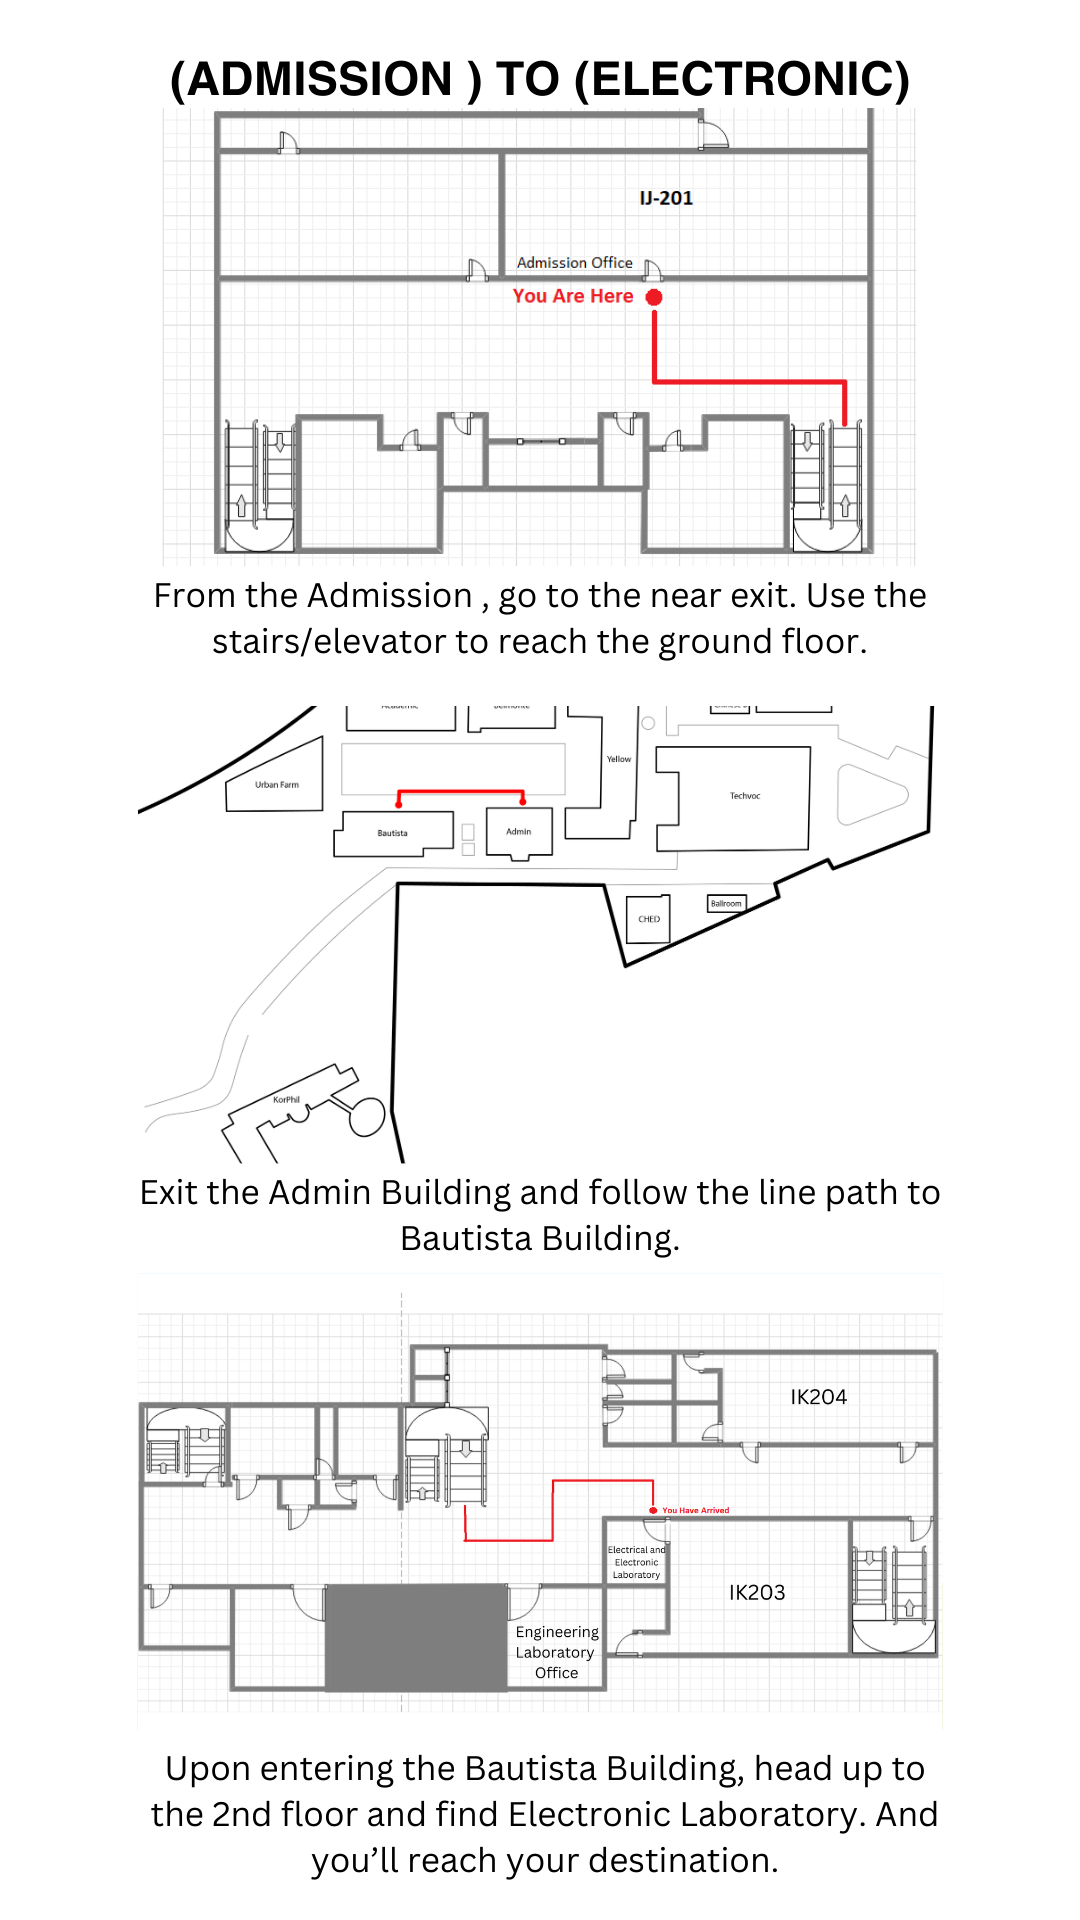 (ADMISSION ) TO (ELECTRONIC)
IJ-201
Admission Office
You Are Here
From the Admission , go to the near exit. Use the
stairs/elevator to reach the ground floor.
Academic
Belmonte
Yellow
Urban Farm
Techvoc
Bautista
Admin
CHED
Ballroom
KorPhil
Exit the Admin Building and follow the line path to
Bautista Building.
IK204
You Have Arrived
Electrical and
Electronic
Laboratory
IK203
Engineering
Laboratory
Office
Upon entering the Bautista Building, head up to
the 2nd floor and find Electronic Laboratory. And
you’ll reach your destination.